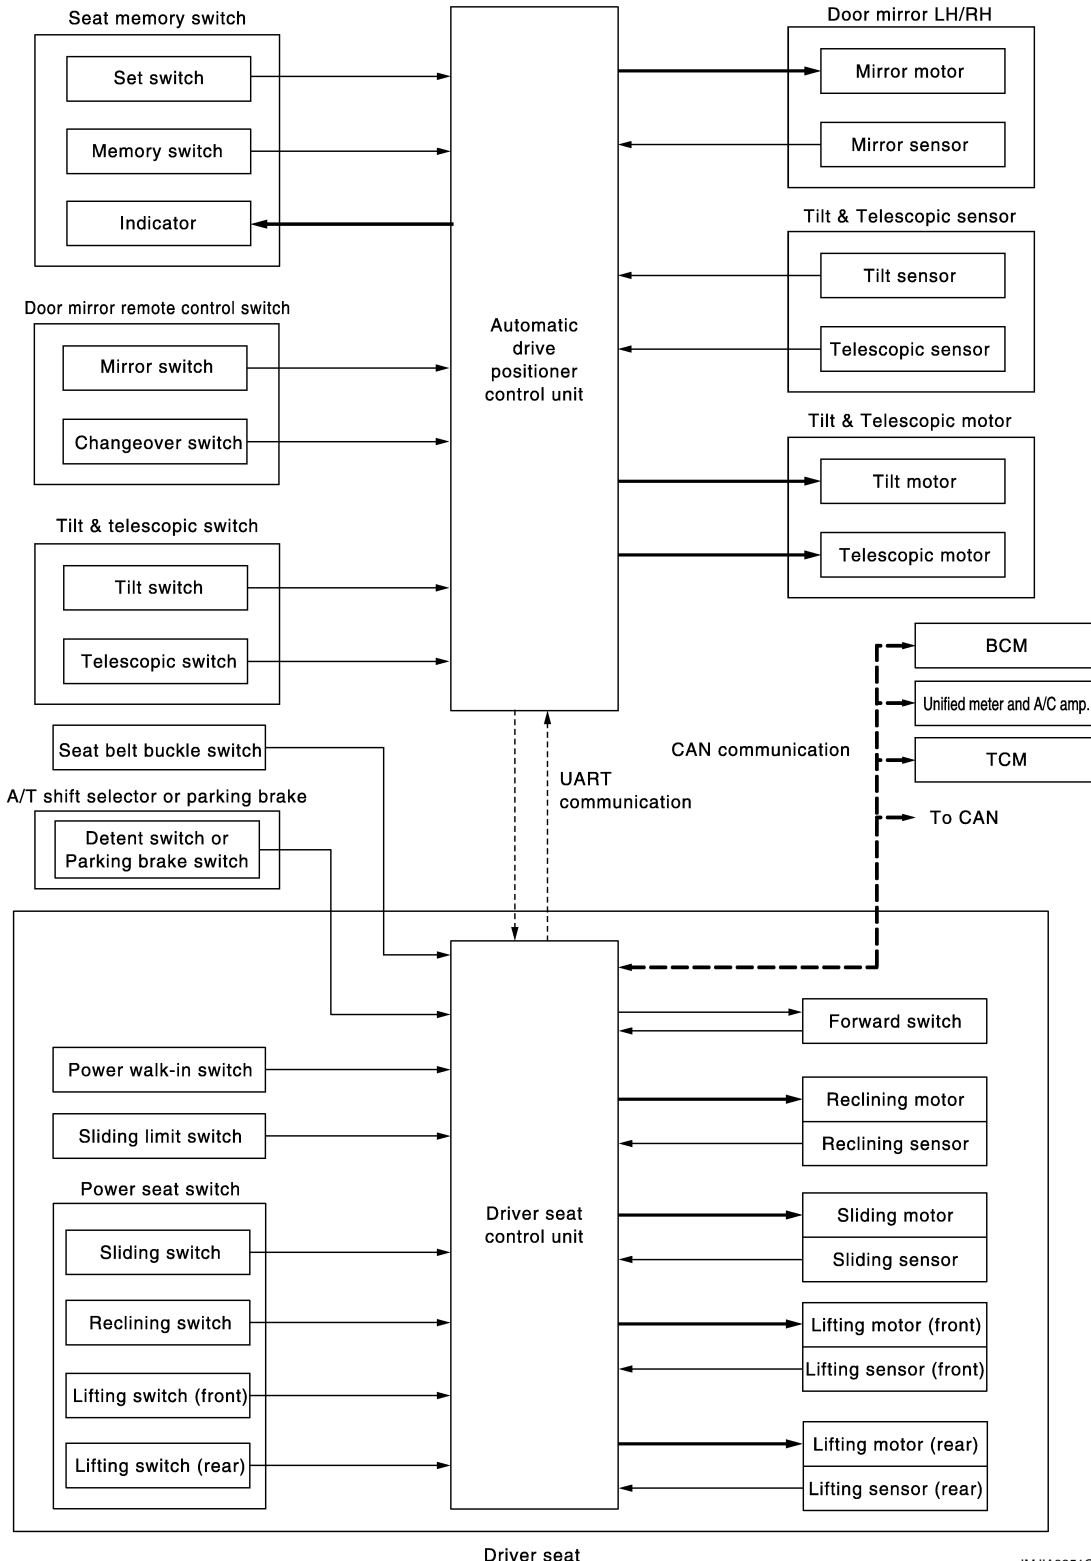 Seat memory switch
Set switch
Memory switch
Indicator
Door mirror remote control switch
Mirror switch
Changeover switch
Tilt & telescopic switch
Tilt switch
Telescopic switch
Seat belt buckle switch
A/T shift selector or parking brake
Detent switch or
Parking brake switch
Automatic
drive
positioner
control unit
Door mirror LH/RH
Mirror motor
Mirror sensor
Tilt & Telescopic sensor
Tilt sensor
Telescopic sensor
Tilt & Telescopic motor
Tilt motor
Telescopic motor
BCM
Unified meter and A/C amp.
TCM
To CAN
CAN communication
UART
communication
Power walk-in switch
Sliding limit switch
Power seat switch
Sliding switch
Reclining switch
Lifting switch (front)
Lifting switch (rear)
Driver seat
control unit
Forward switch
Reclining motor
Reclining sensor
Sliding motor
Sliding sensor
Lifting motor (front)
Lifting sensor (front)
Lifting motor (rear)
Lifting sensor (rear)
Driver seat